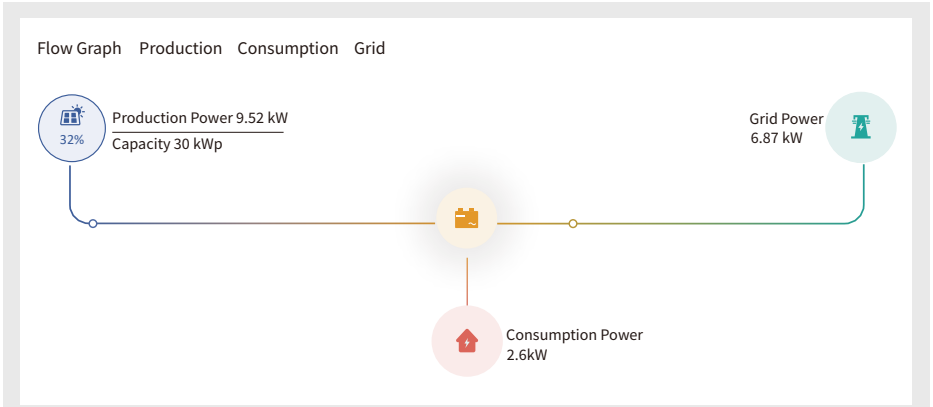 Flow Graph Production Consumption Grid
32%
Production Power 9.52 kW
Capacity 30 kWp
Grid Power
6.87 kW
Consumption Power
2.6kW